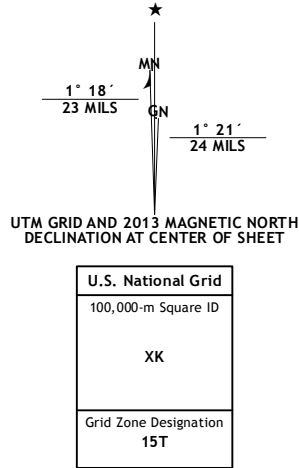 ★
MN
1° 18´
23 MILS
GN
1° 21´
24 MILS
UTM GRID AND 2013 MAGNETIC NORTH
DECLINATION AT CENTER OF SHEET
U.S. National Grid
100,000-m Square ID
XK
Grid Zone Designation
15T